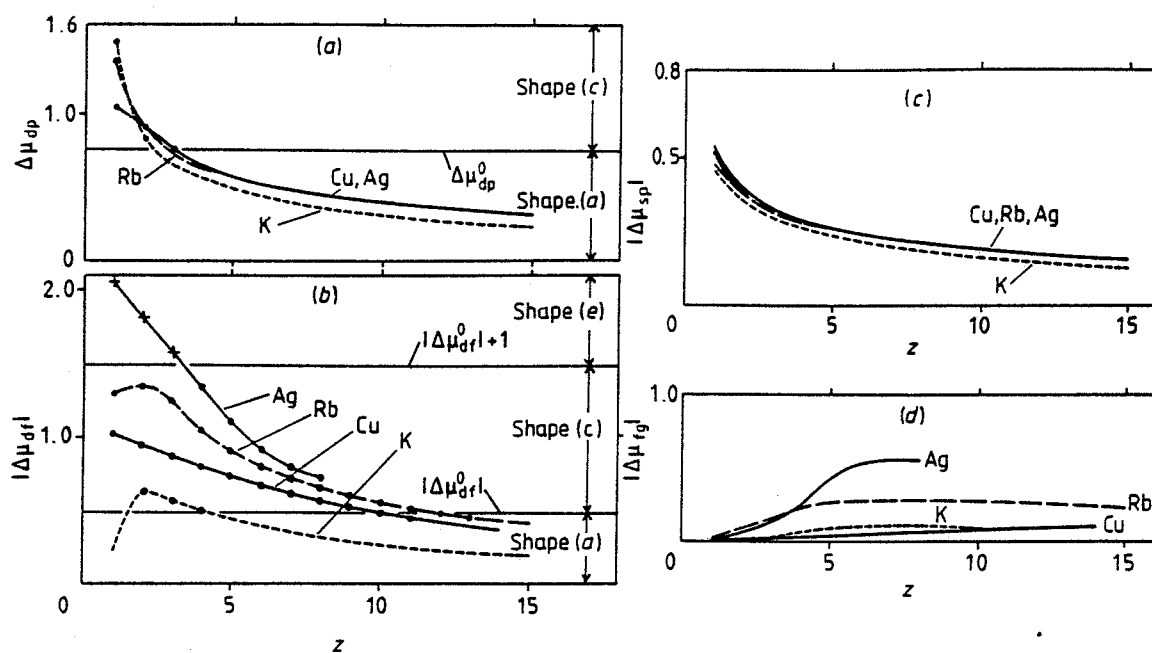 1.6
(a)
Shape (c)
1.0
Δμdp
Rb
Δμ⁰dp
Cu, Ag
Shape.(a)
K
0
2.0
(b)
Shape (e)
|Δμ⁰df|+1
Ag
Rb
Cu
K
1.0
|Δμdf|
Shape (c)
|Δμ⁰df|
Shape (a)
0 5 10 15
z
0.8
(c)
0.5
|Δμsp|
Cu,Rb,Ag
K
0 5 10 15
z
1.0
(d)
|Δμfg|
Ag
Rb
K
Cu
0 5 10 15
z